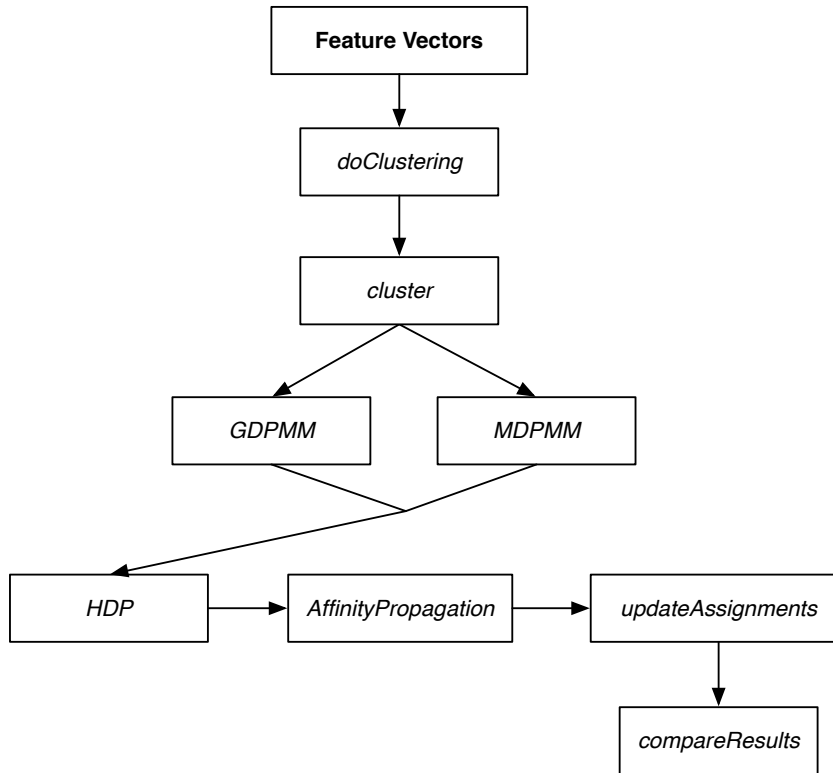 Feature Vectors
doClustering
cluster
GDPMM
MDPMM
HDP
AffinityPropagation
updateAssignments
compareResults